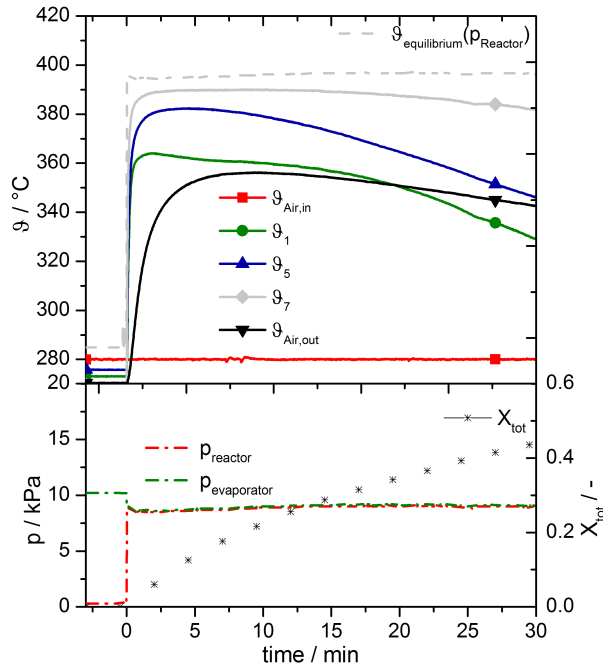 ϑequilibrium(pReactor)
420
400
380
360
340
320
300
280
20
ϑ / °C
ϑAir,in
ϑ1
ϑ5
ϑ7
ϑAir,out
15
10
5
0
p / kPa
preactor
pevaporator
Xtot
0.6
0.4
0.2
0.0
Xtot / -
0 5 10 15 20 25 30
time / min